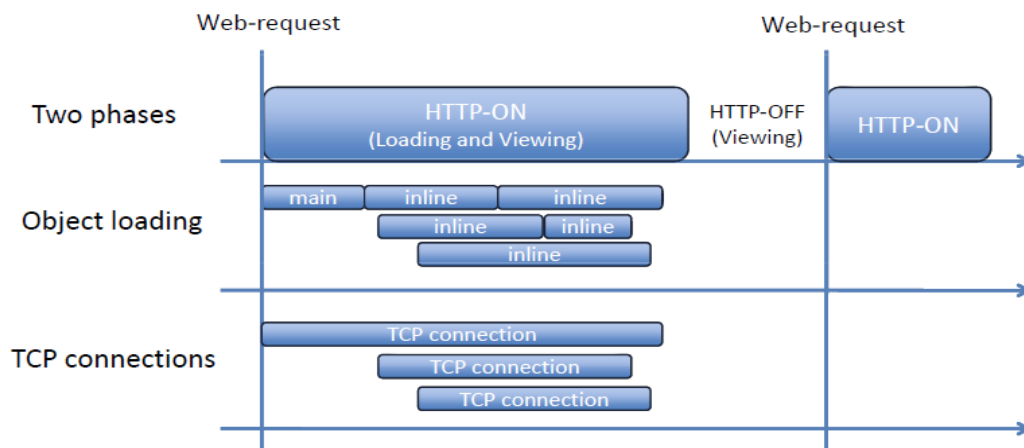 Web-request
Web-request
Two phases
HTTP-ON
(Loading and Viewing)
HTTP-OFF
(Viewing)
HTTP-ON
Object loading
main
inline
inline
inline
inline
inline
TCP connections
TCP connection
TCP connection
TCP connection